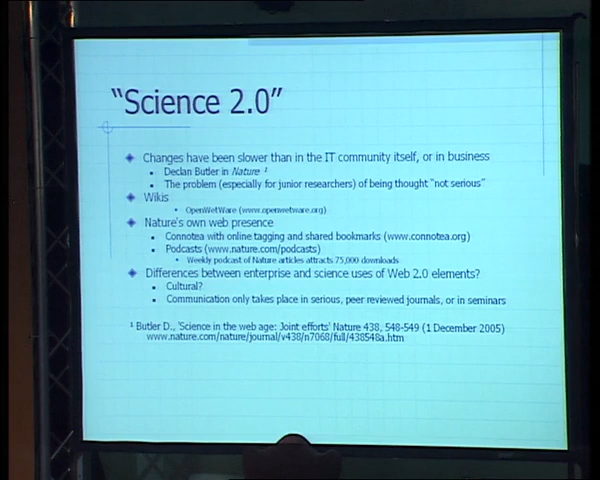 “Science 2.0”
Changes have been slower than in the IT community itself, or in business
Declan Butler in Nature ¹
The problem (especially for junior researchers) of being thought “not serious”
Wikis
OpenWetWare (www.openwetware.org)
Nature's own web presence
Connotea with online tagging and shared bookmarks (www.connotea.org)
Podcasts (www.nature.com/podcasts)
Weekly podcast of Nature articles attracts 75,000 downloads
Differences between enterprise and science uses of Web 2.0 elements?
Cultural?
Communication only takes place in serious, peer reviewed journals, or in seminars
¹ Butler D., 'Science in the web age: Joint efforts' Nature 438, 548-549 (1 December 2005)
www.nature.com/nature/journal/v438/n7068/full/438548a.htm